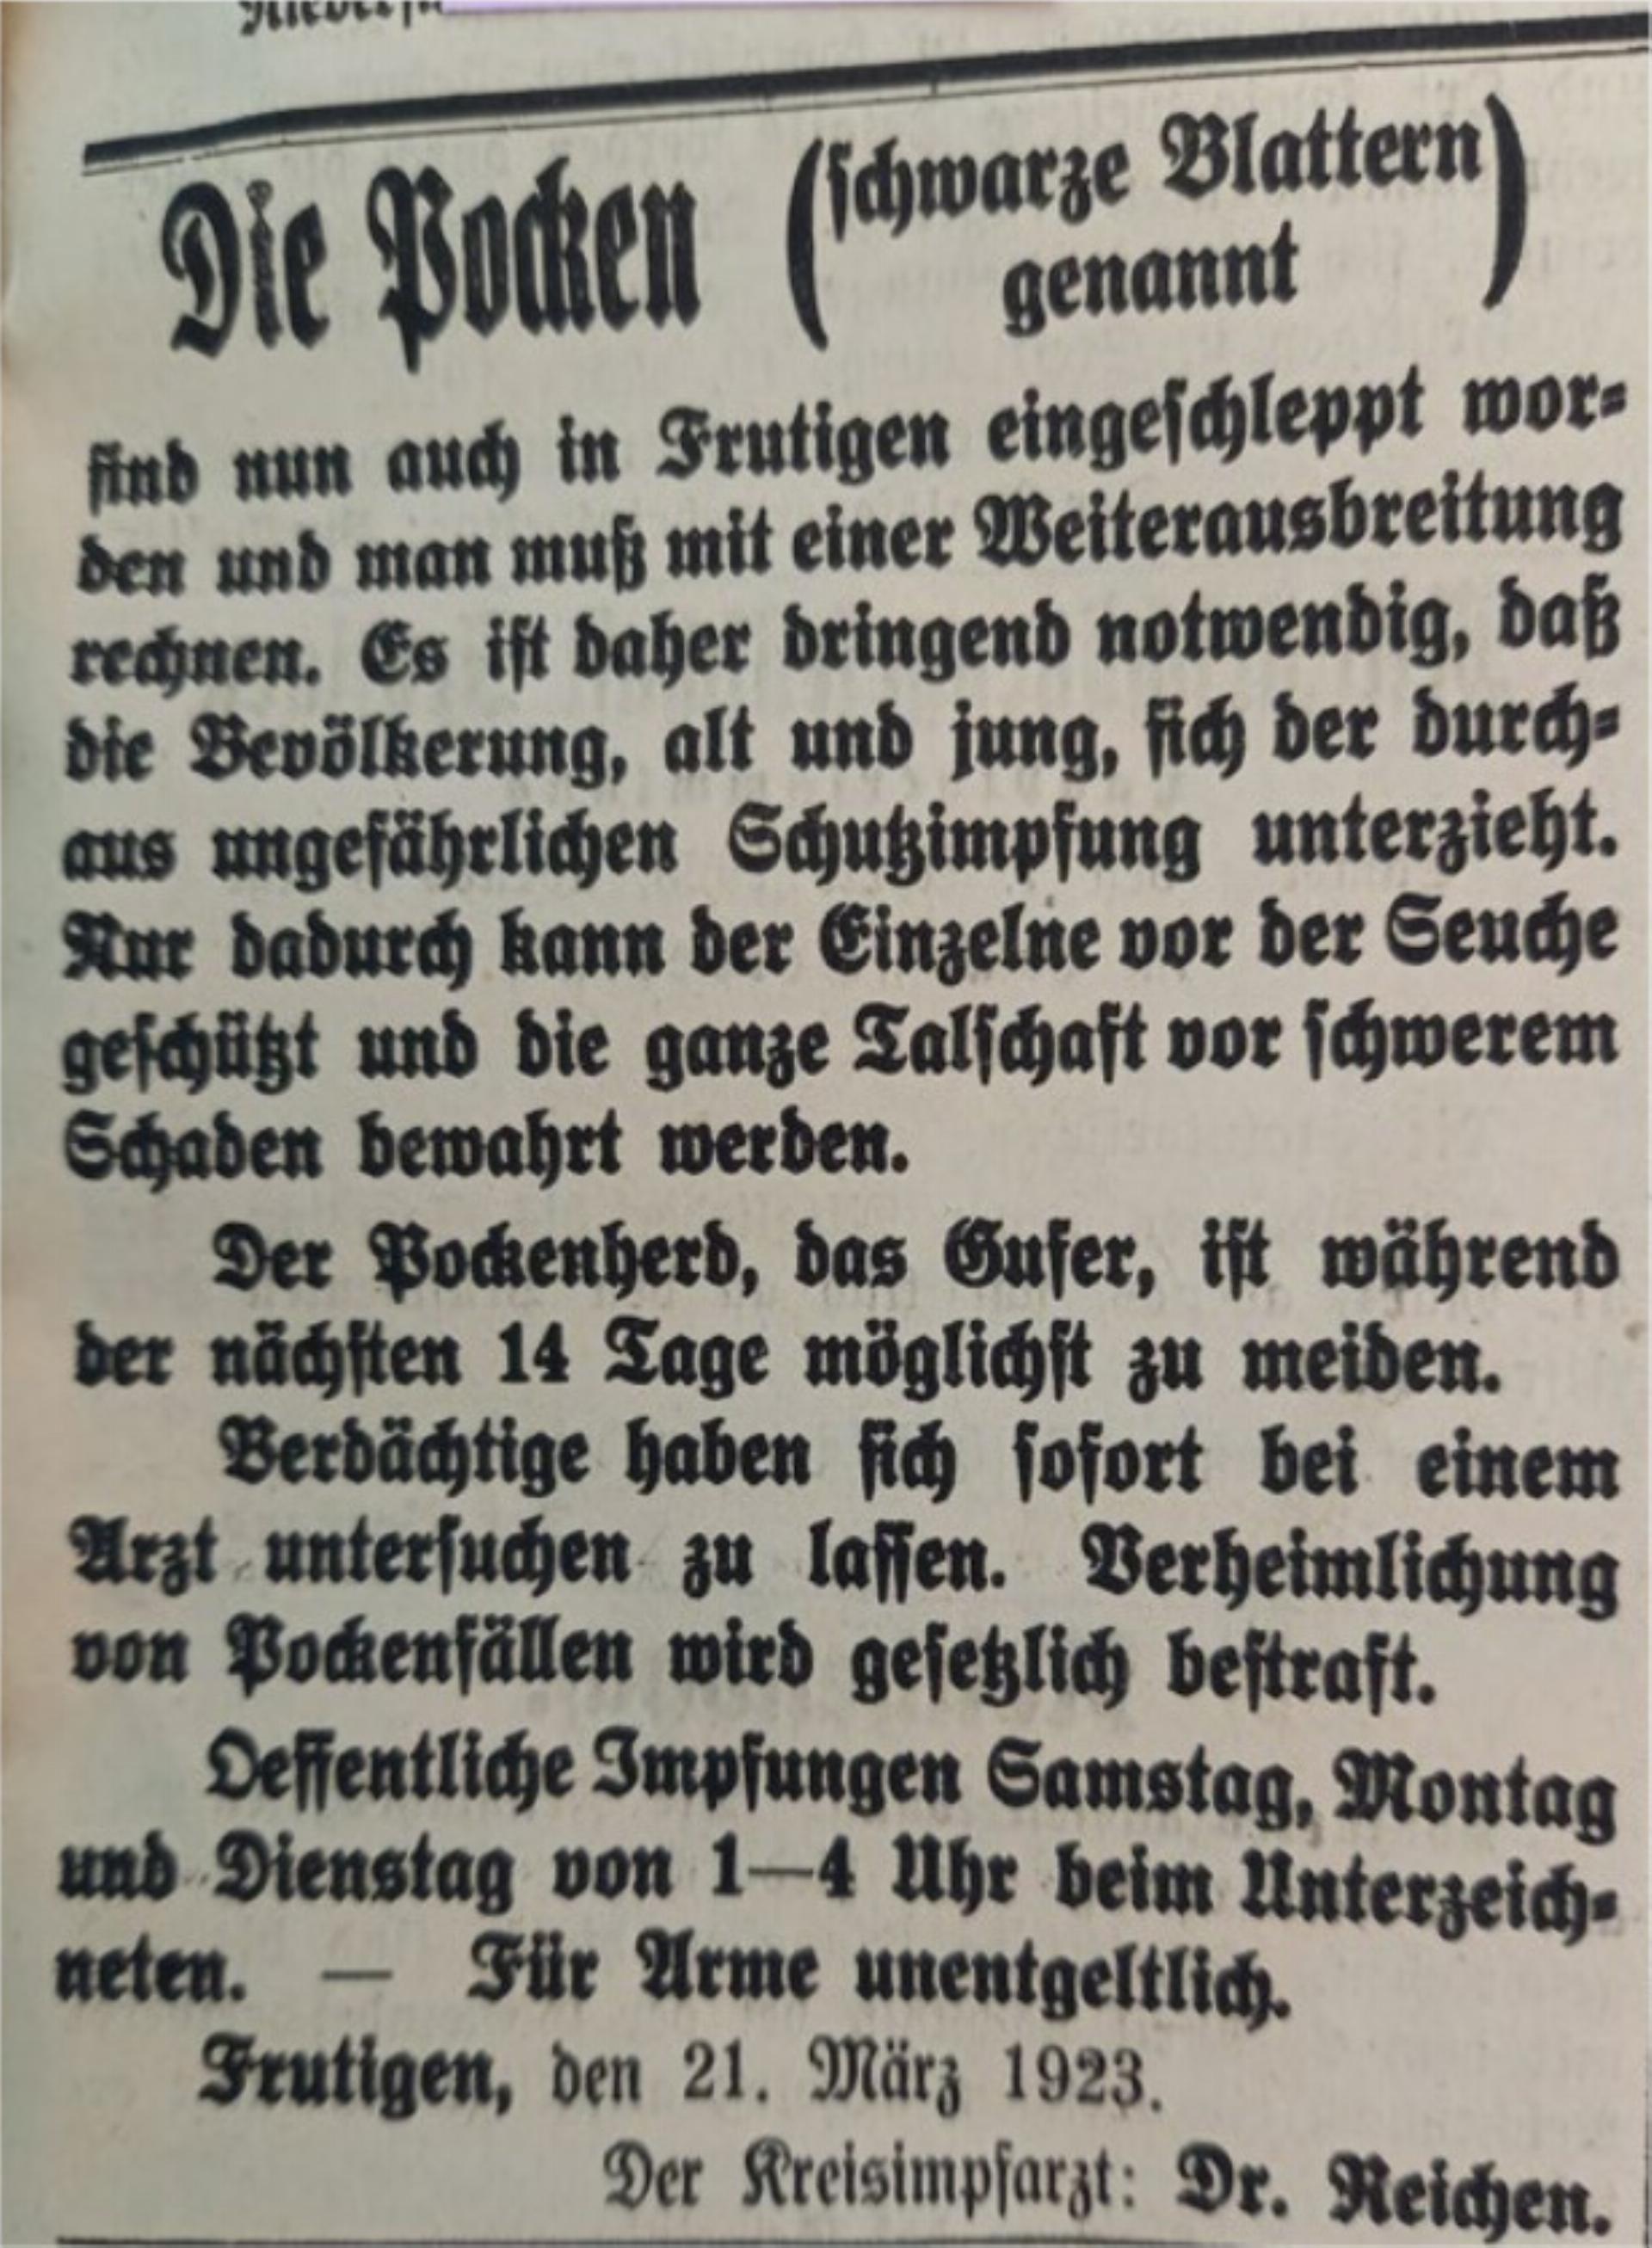 Die Pocken (schwarze Blattern genannt)
sind nun auch in Frutigen eingeschleppt wor-
den und man muß mit einer Weiterausbreitung
rechnen. Es ist daher dringend notwendig, daß
die Bevölkerung, alt und jung, sich der durch-
aus ungefährlichen Schutzimpfung unterzieht.
Nur dadurch kann der Einzelne vor der Seuche
geschützt und die ganze Talschaft vor schwerem
Schaden bewahrt werden.
Der Pockenherd, das Gufer, ist während
der nächsten 14 Tage möglichst zu meiden.
Verdächtige haben sich sofort bei einem
Arzt untersuchen zu lassen. Verheimlichung
von Pockenfällen wird gesetzlich bestraft.
Oeffentliche Impfungen Samstag, Montag
und Dienstag von 1—4 Uhr beim Unterzeich-
neten. — Für Arme unentgeltlich.
Frutigen, den 21. März 1923.
Der Kreisimpfarzt: Dr. Reichen.